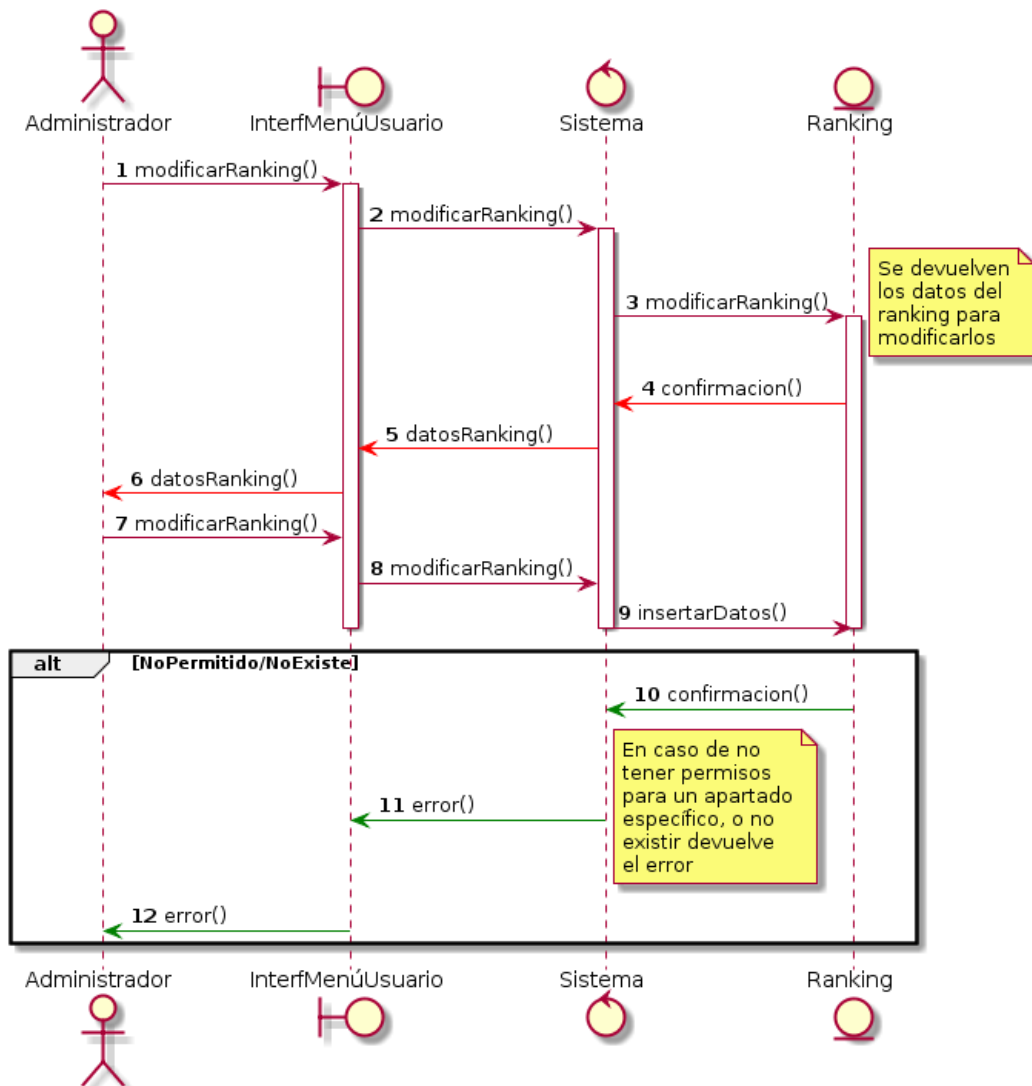 Administrador
InterfMenúUsuario
Sistema
Ranking
1 modificarRanking()
2 modificarRanking()
Se devuelven
los datos del
ranking para
modificarlos
3 modificarRanking()
4 confirmacion()
5 datosRanking()
6 datosRanking()
7 modificarRanking()
8 modificarRanking()
9 insertarDatos()
alt [NoPermitido/NoExiste]
10 confirmacion()
En caso de no
tener permisos
para un apartado
específico, o no
existir devuelve
el error
11 error()
12 error()
Administrador
InterfMenúUsuario
Sistema
Ranking